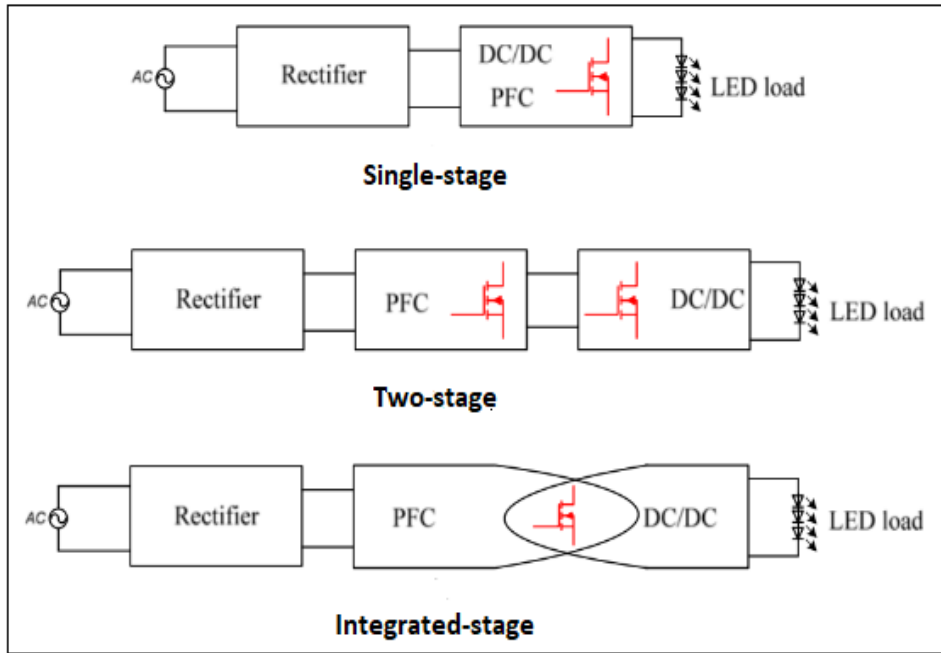 AC
Rectifier
DC/DC
PFC
LED load
Single-stage
AC
Rectifier
PFC
DC/DC
LED load
Two-stage
AC
Rectifier
PFC
DC/DC
LED load
Integrated-stage